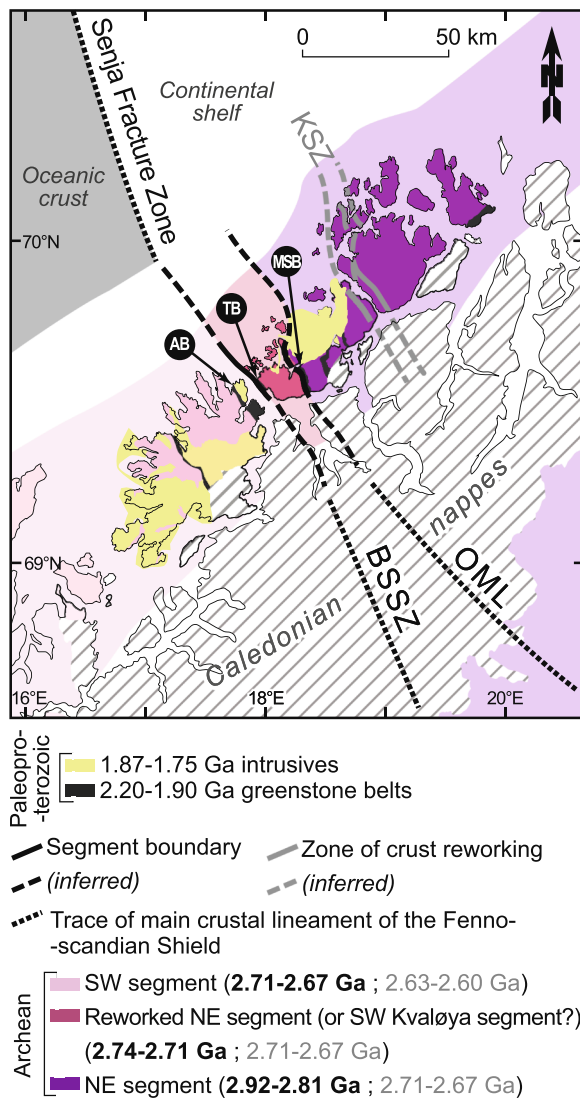 0 50 km
N
Senja Fracture Zone
Continental
shelf
Oceanic
crust
KSZ
70°N
MSB
TB
AB
69°N
nappes
OML
BSSZ
Caledonian
16°E
18°E
20°E
Paleopro-
-terozoic
1.87-1.75 Ga intrusives
2.20-1.90 Ga greenstone belts
Segment boundary
Zone of crust reworking
(inferred)
(inferred)
Trace of main crustal lineament of the Fenno-
-scandian Shield
Archean
SW segment (2.71-2.67 Ga ; 2.63-2.60 Ga)
Reworked NE segment (or SW Kvaløya segment?)
(2.74-2.71 Ga ; 2.71-2.67 Ga)
NE segment (2.92-2.81 Ga ; 2.71-2.67 Ga)